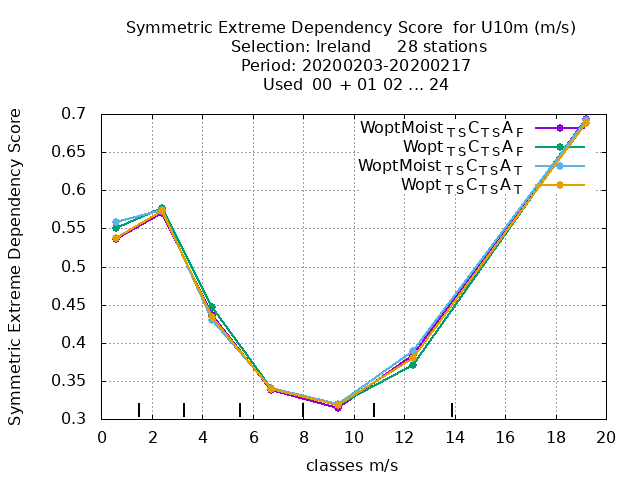 Symmetric Extreme Dependency Score  for U10m (m/s)
Selection: Ireland     28 stations
Period: 20200203-20200217
Used  00 + 01 02 ... 24
Symmetric Extreme Dependency Score
0.7
0.65
0.6
0.55
0.5
0.45
0.4
0.35
0.3
WoptMoist TS C TS A F
Wopt TS C TS A F
WoptMoist TS C TS A T
Wopt TS C TS A T
0 2 4 6 8 10 12 14 16 18 20
classes m/s